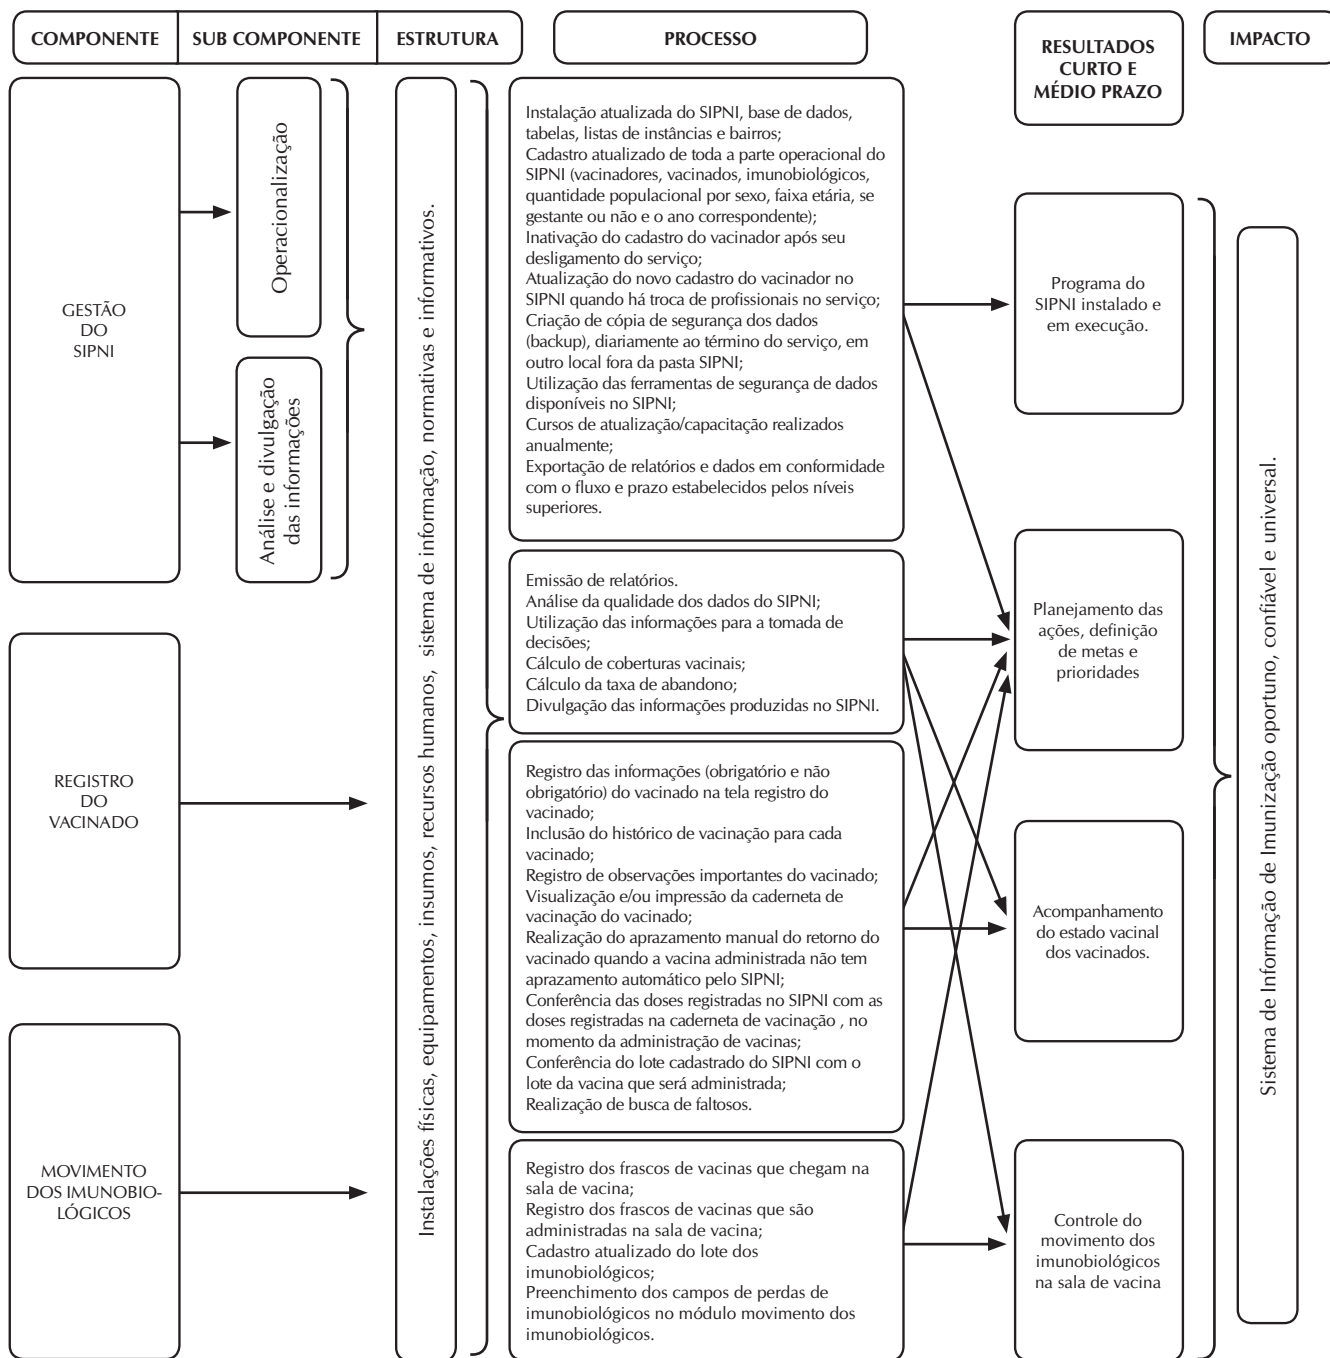 COMPONENTE
SUB COMPONENTE
ESTRUTURA
PROCESSO
RESULTADOS
CURTO E
MÉDIO PRAZO
IMPACTO
GESTÃO
DO
SIPNI
Operacionalização
Análise e divulgação
das informações
REGISTRO
DO
VACINADO
MOVIMENTO
DOS IMUNOBIO-
LÓGICOS
Instalações físicas, equipamentos, insumos, recursos humanos, sistema de informação, normativas e informativos.
Instalação atualizada do SIPNI, base de dados,
tabelas, listas de instâncias e bairros;
Cadastro atualizado de toda a parte operacional do
SIPNI (vacinadores, vacinados, imunobiológicos,
quantidade populacional por sexo, faixa etária, se
gestante ou não e o ano correspondente);
Inativação do cadastro do vacinador após seu
desligamento do serviço;
Atualização do novo cadastro do vacinador no
SIPNI quando há troca de profissionais no serviço;
Criação de cópia de segurança dos dados
(backup), diariamente ao término do serviço, em
outro local fora da pasta SIPNI;
Utilização das ferramentas de segurança de dados
disponíveis no SIPNI;
Cursos de atualização/capacitação realizados
anualmente;
Exportação de relatórios e dados em conformidade
com o fluxo e prazo estabelecidos pelos níveis
superiores.
Emissão de relatórios.
Análise da qualidade dos dados do SIPNI;
Utilização das informações para a tomada de
decisões;
Cálculo de coberturas vacinais;
Cálculo da taxa de abandono;
Divulgação das informações produzidas no SIPNI.
Registro das informações (obrigatório e não
obrigatório) do vacinado na tela registro do
vacinado;
Inclusão do histórico de vacinação para cada
vacinado;
Registro de observações importantes do vacinado;
Visualização e/ou impressão da caderneta de
vacinação do vacinado;
Realização do aprazamento manual do retorno do
vacinado quando a vacina administrada não tem
aprazamento automático pelo SIPNI;
Conferência das doses registradas no SIPNI com as
doses registradas na caderneta de vacinação , no
momento da administração de vacinas;
Conferência do lote cadastrado do SIPNI com o
lote da vacina que será administrada;
Realização de busca de faltosos.
Registro dos frascos de vacinas que chegam na
sala de vacina;
Registro dos frascos de vacinas que são
administradas na sala de vacina;
Cadastro atualizado do lote dos
imunobiológicos;
Preenchimento dos campos de perdas de
imunobiológicos no módulo movimento dos
imunobiológicos.
Programa do
SIPNI instalado e
em execução.
Planejamento das
ações, definição
de metas e
prioridades
Acompanhamento
do estado vacinal
dos vacinados.
Controle do
movimento dos
imunobiológicos
na sala de vacina
Sistema de Informação de Imunização oportuno, confiável e universal.